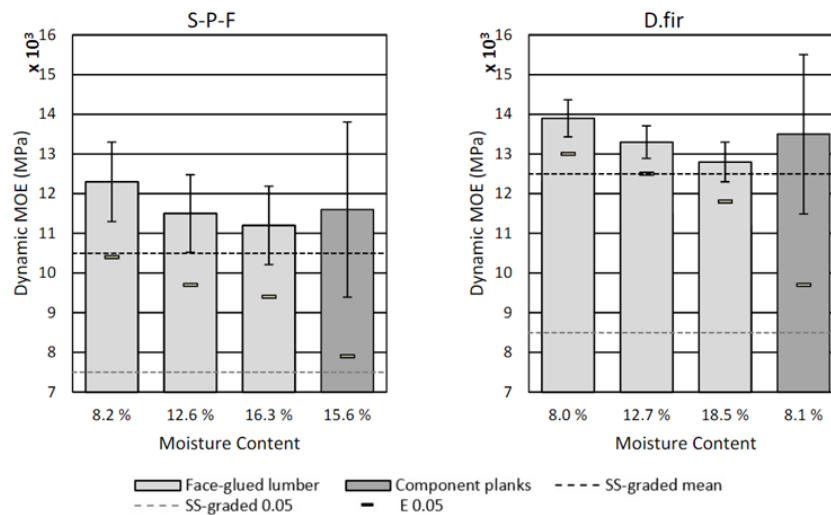 S-P-F
D.fir
x 10³
16
15
14
13
12
11
10
9
8
7
Dynamic MOE (MPa)
8.2 %
12.6 %
16.3 %
15.6 %
Moisture Content
x 10³
16
15
14
13
12
11
10
9
8
7
Dynamic MOE (MPa)
8.0 %
12.7 %
18.5 %
8.1 %
Moisture Content
Face-glued lumber
Component planks
SS-graded mean
SS-graded 0.05
E 0.05